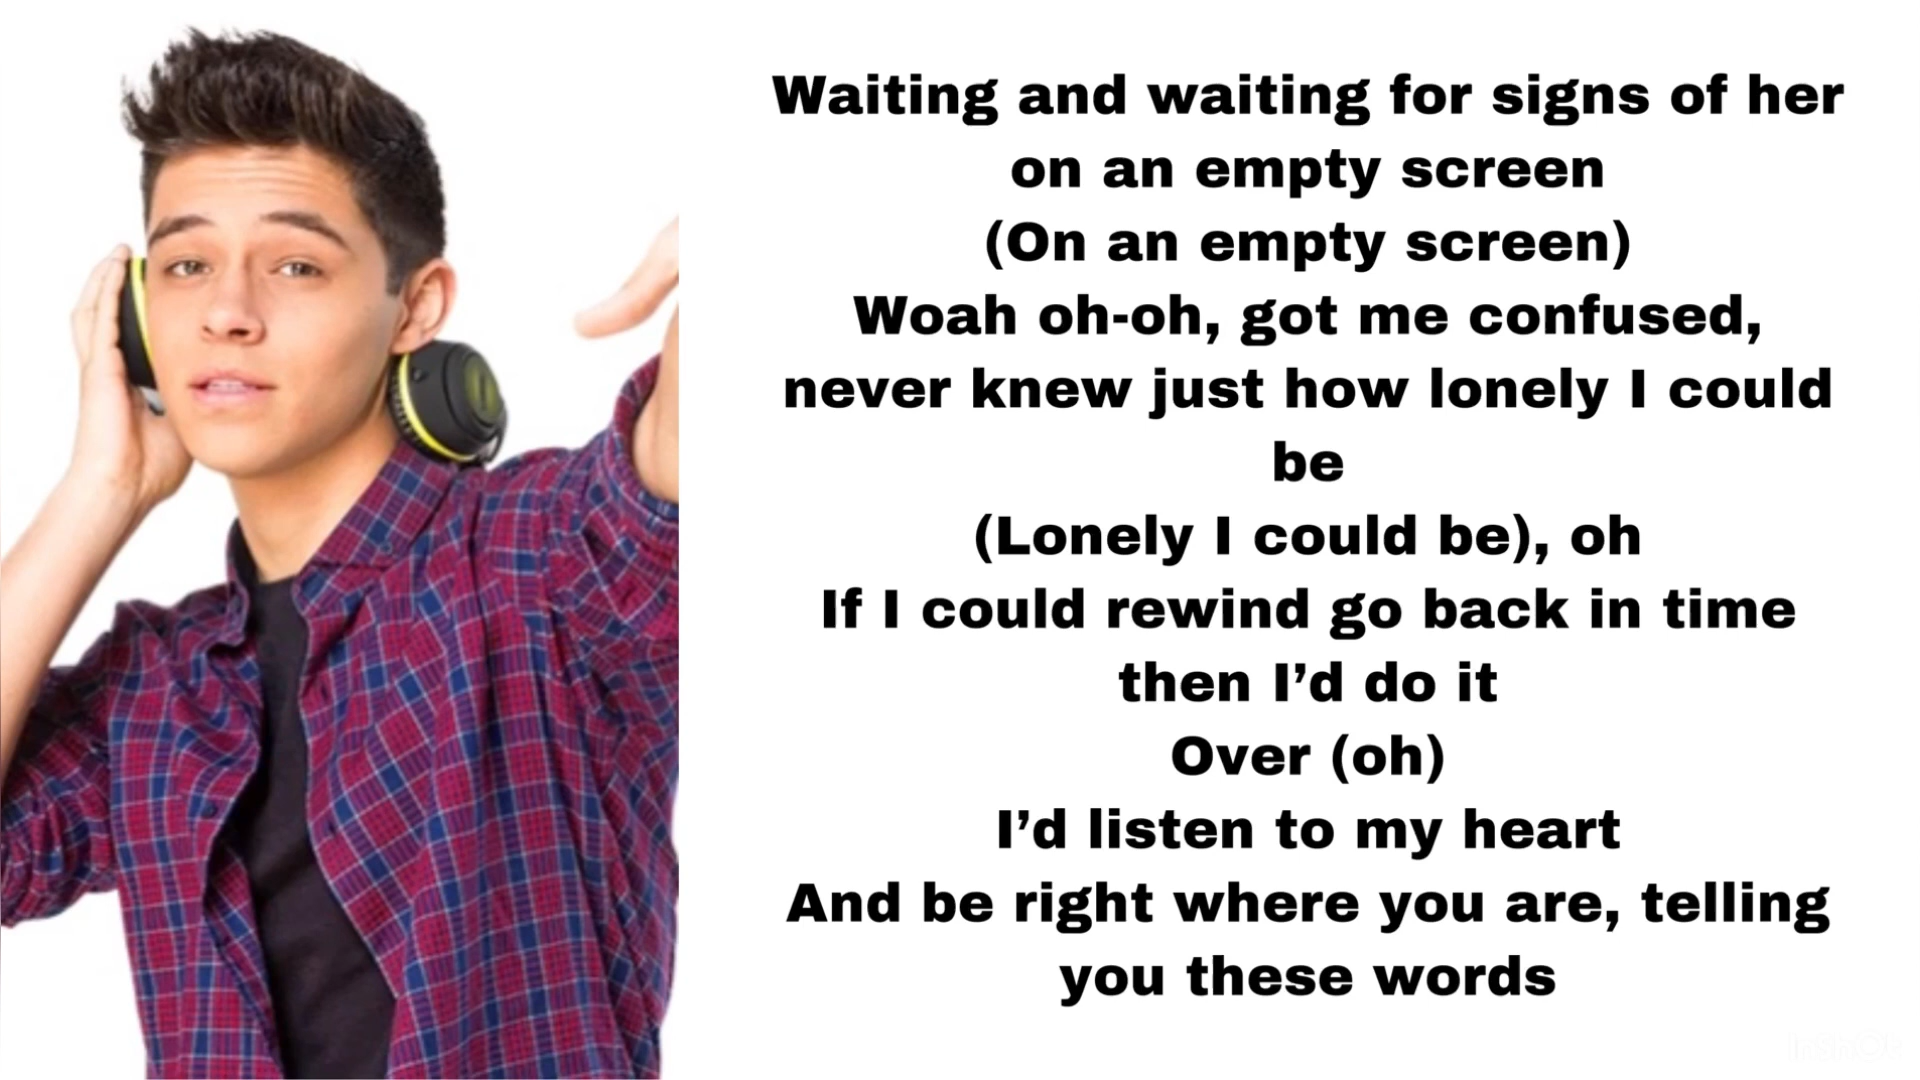 Waiting and waiting for signs of her
on an empty screen
(On an empty screen)
Woah oh-oh, got me confused,
never knew just how lonely I could
be
(Lonely I could be), oh
If I could rewind go back in time
then I’d do it
Over (oh)
I’d listen to my heart
And be right where you are, telling
you these words